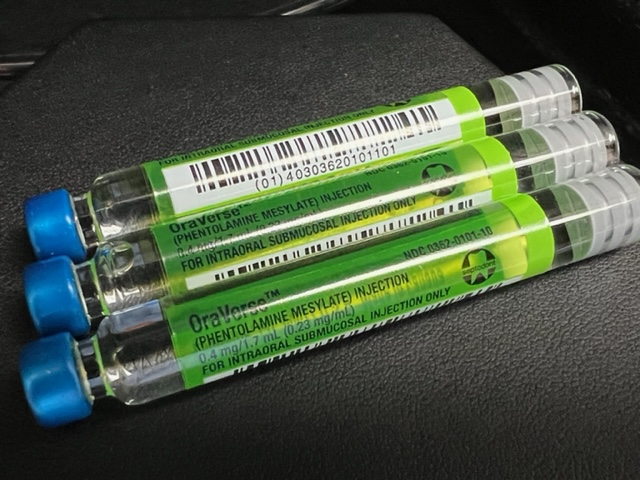 FOR INTRAORAL SUBMUCOSAL INJECTION ONLY
(01) 40303620101101
OraVerse™
(PHENTOLAMINE MESYLATE) INJECTION
FOR INTRAORAL SUBMUCOSAL INJECTION ONLY
NDC 0362-0101-10
septodont
OraVerse™
(PHENTOLAMINE MESYLATE) INJECTION
0.4 mg/1.7 mL (0.23 mg/mL)
FOR INTRAORAL SUBMUCOSAL INJECTION ONLY